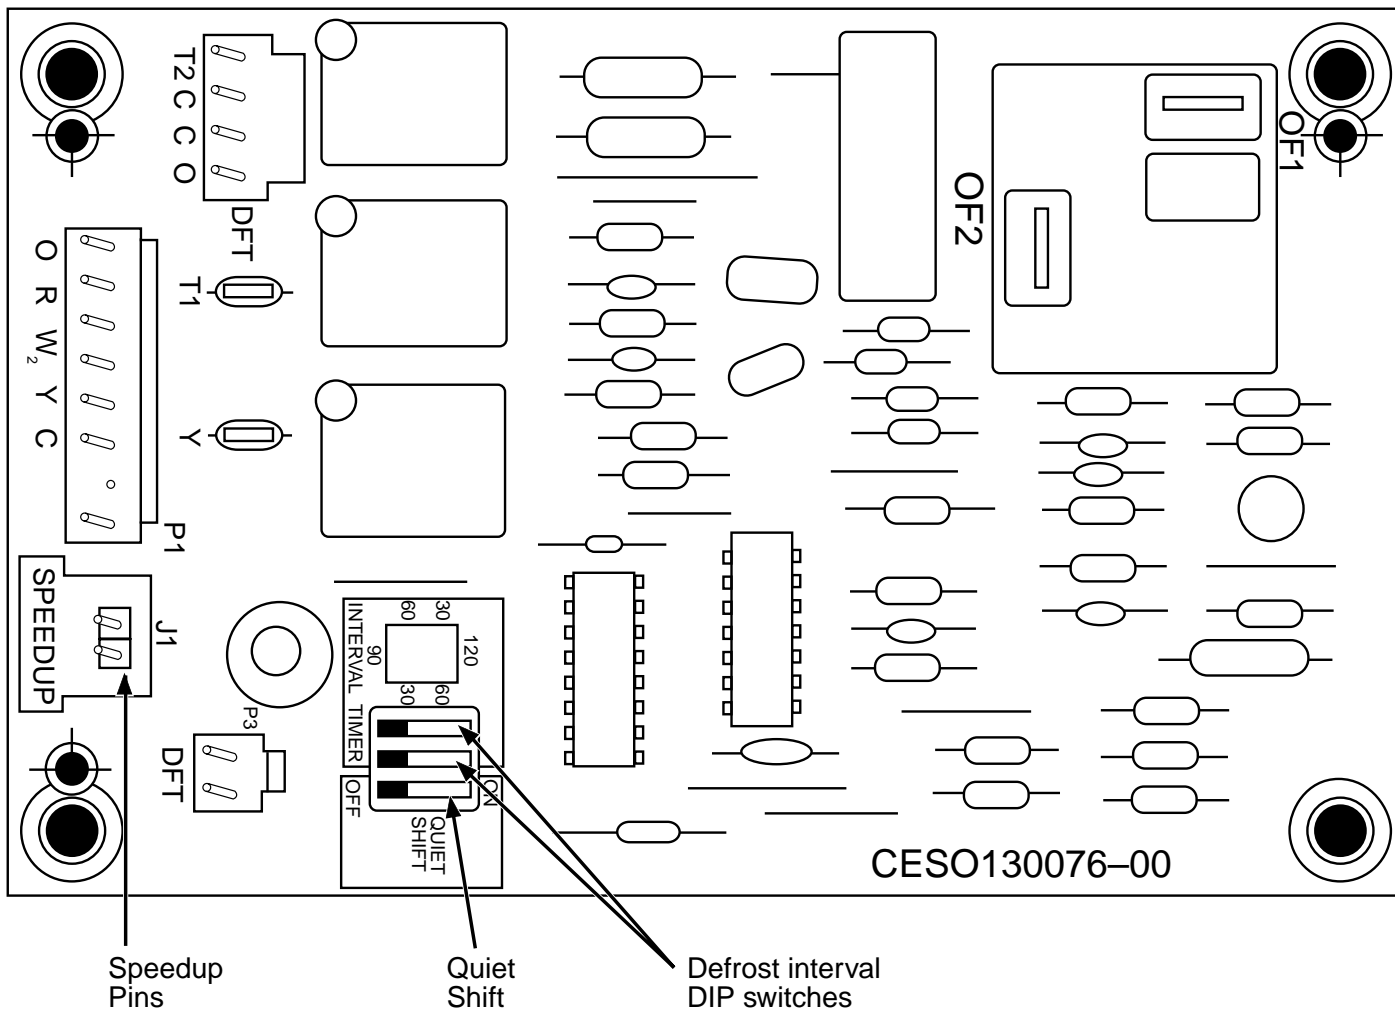 T2 C C O
DFT
T1
Y
O R W2 Y C
P1
OF1
OF2
SPEEDUP
J1
P3
DFT
INTERVAL TIMER
60 30
90 120
30 60
OFF
ON
QUIET
SHIFT
CESO130076–00
Speedup
Pins
Quiet
Shift
Defrost interval
DIP switches